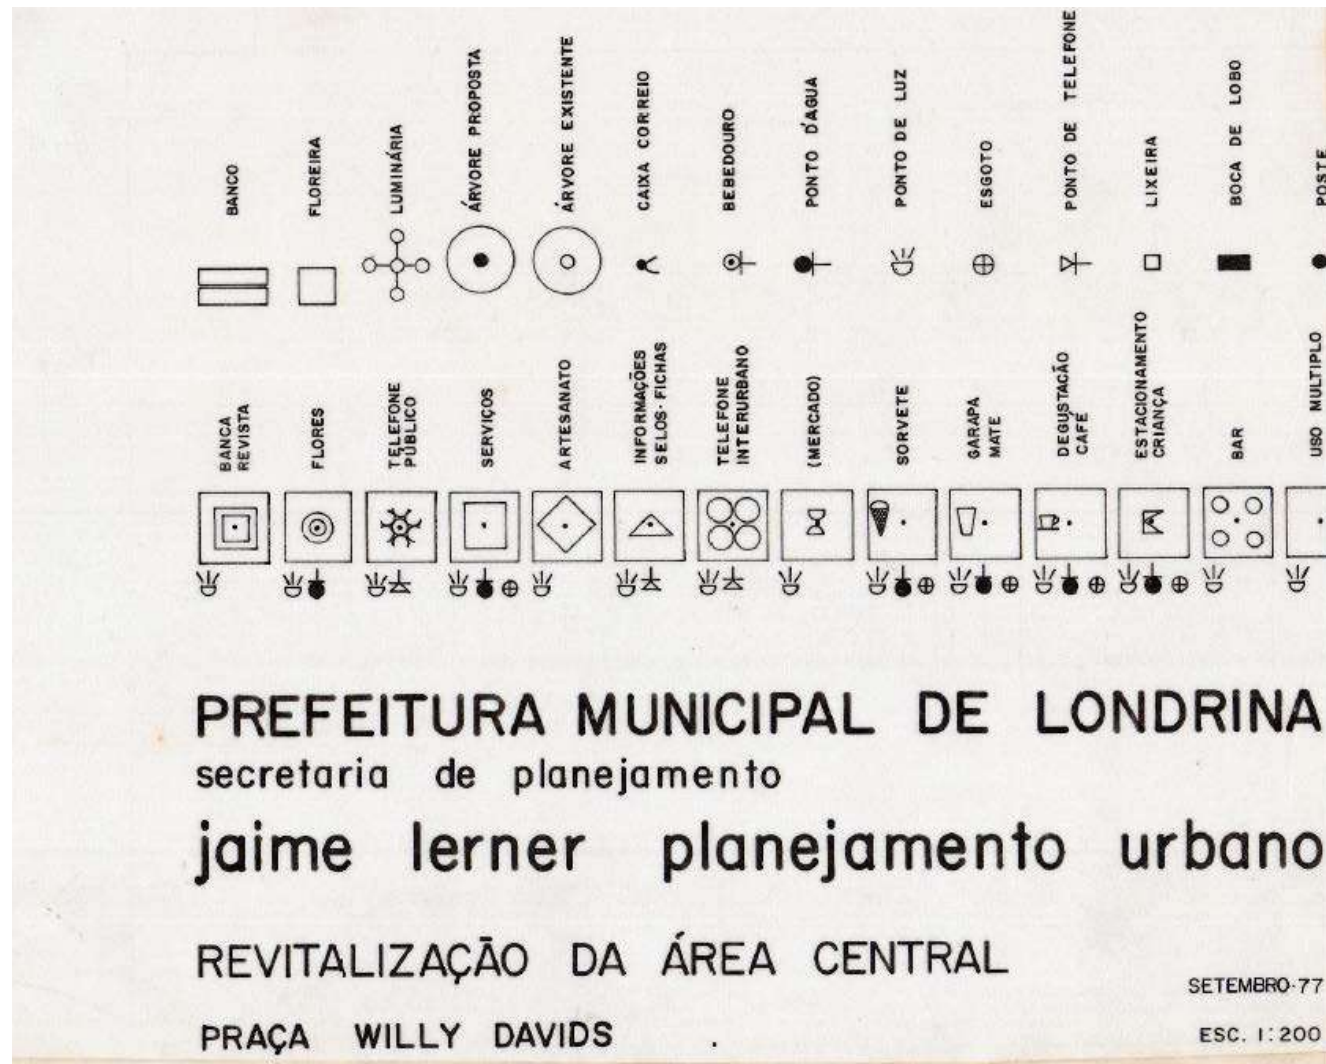 BANCO
FLOREIRA
LUMINÁRIA
ÁRVORE PROPOSTA
ÁRVORE EXISTENTE
CAIXA CORREIO
BEBEDOURO
PONTO D'ÁGUA
PONTO DE LUZ
ESGOTO
PONTO DE TELEFONE
LIXEIRA
BOCA DE LOBO
POSTE
BANCA
REVISTA
FLORES
TELEFONE
PÚBLICO
SERVIÇOS
ARTESANATO
INFORMAÇÕES
SELOS-FICHAS
TELEFONE
INTERURBANO
(MERCADO)
SORVETE
GARAPA
MATE
DEGUSTAÇÃO
CAFÉ
ESTACIONAMENTO
CRIANÇA
BAR
USO MULTIPLO
PREFEITURA MUNICIPAL DE LONDRINA
secretaria de planejamento
jaime lerner planejamento urbano
REVITALIZAÇÃO DA ÁREA CENTRAL
SETEMBRO-77
PRAÇA WILLY DAVIDS .
ESC. 1:200